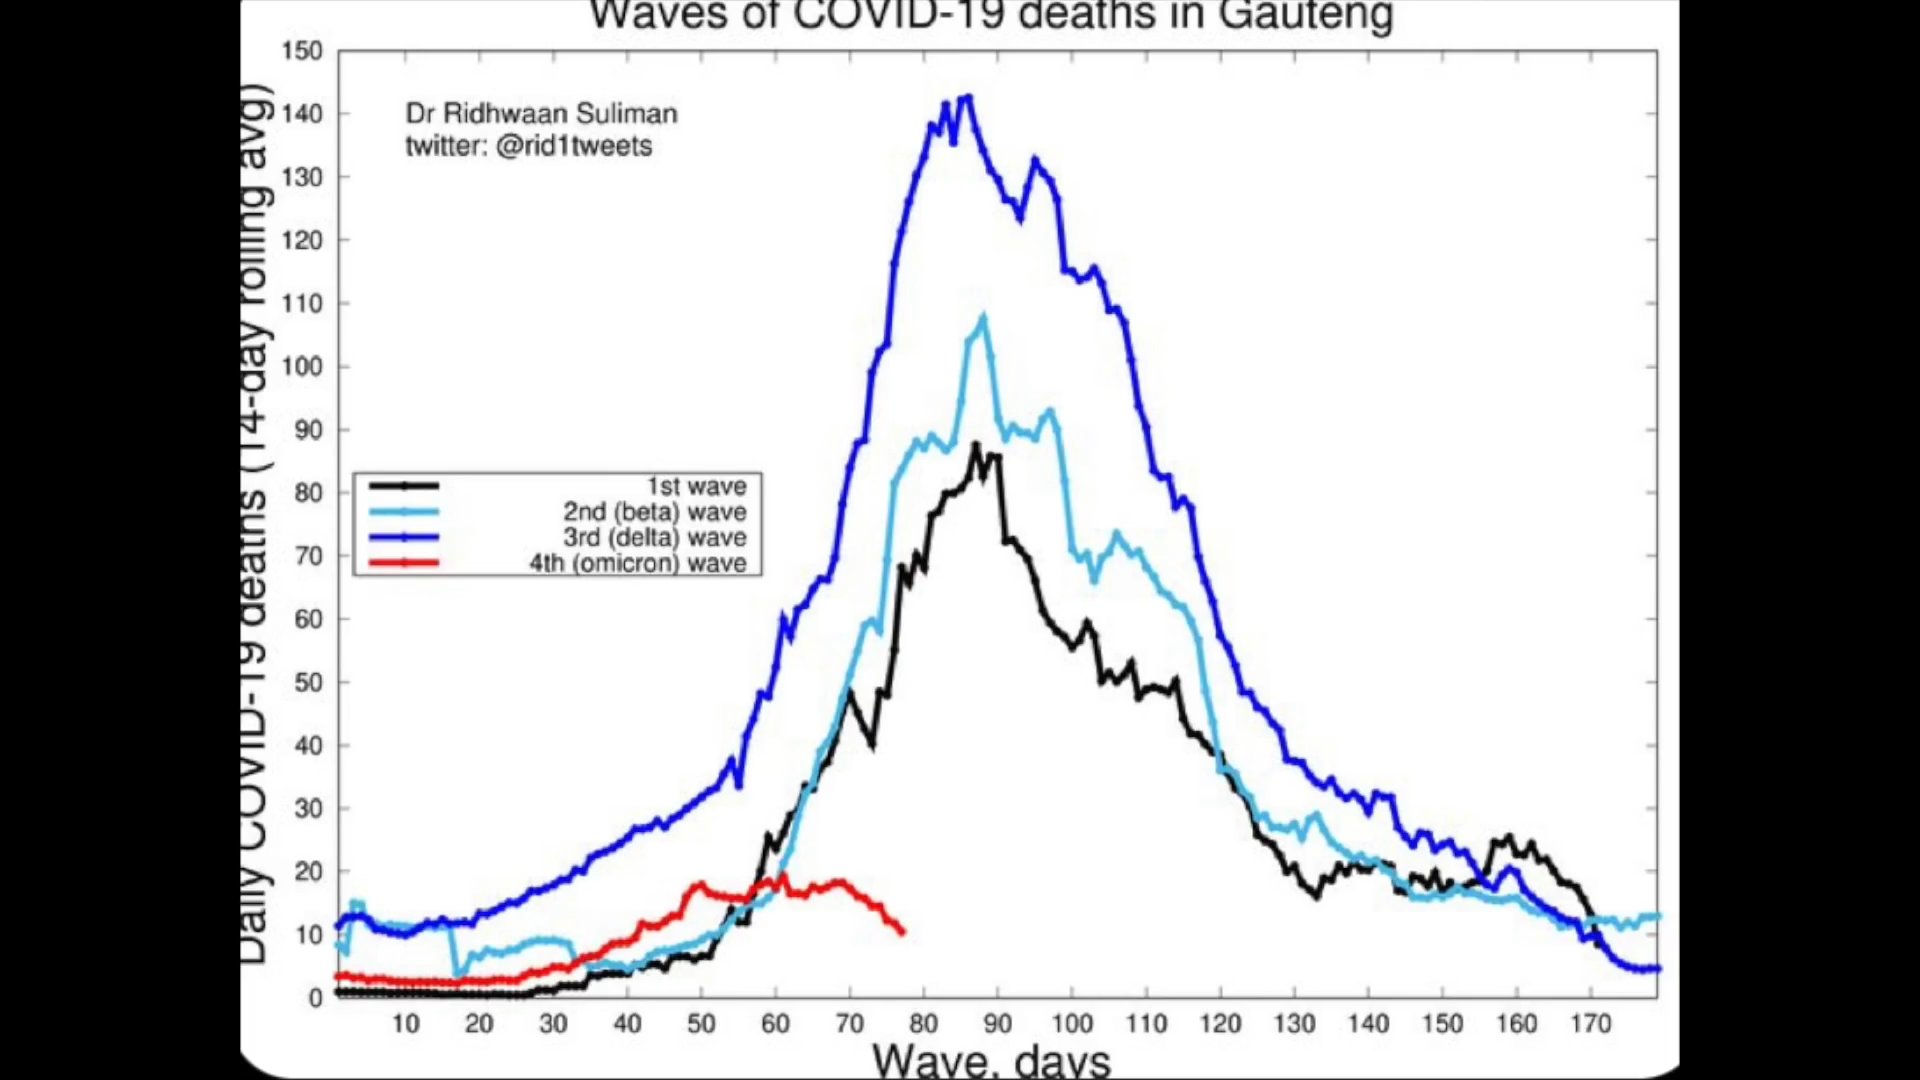 Waves of COVID-19 deaths in Gauteng
Daily COVID-19 deaths (14-day rolling avg)
150
140
130
120
110
100
90
80
70
60
50
40
30
20
10
0
Dr Ridhwaan Suliman
twitter: @rid1tweets
1st wave
2nd (beta) wave
3rd (delta) wave
4th (omicron) wave
10 20 30 40 50 60 70 80 90 100 110 120 130 140 150 160 170
Wave, days